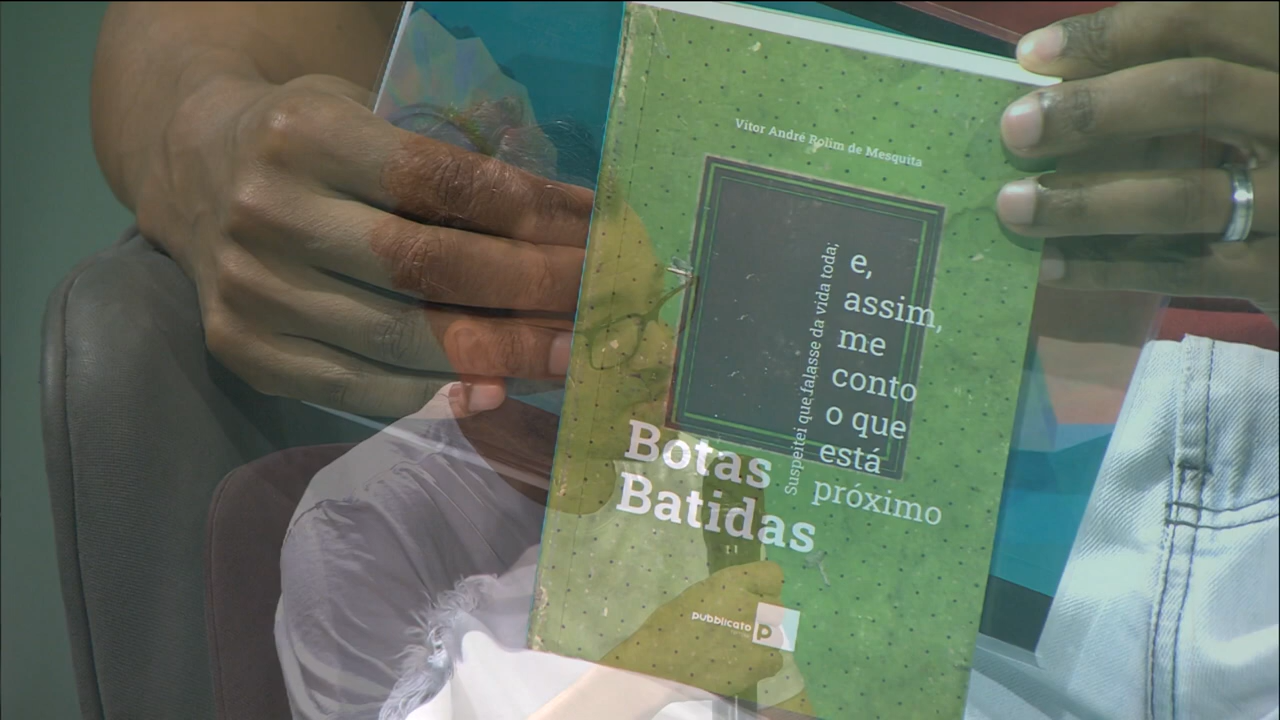 Vitor André Rolim de Mesquita
Suspeitei que falasse da vida toda;
e,
assim,
me
conto
o que
está
próximo
Botas
Batidas
pubblicato
p